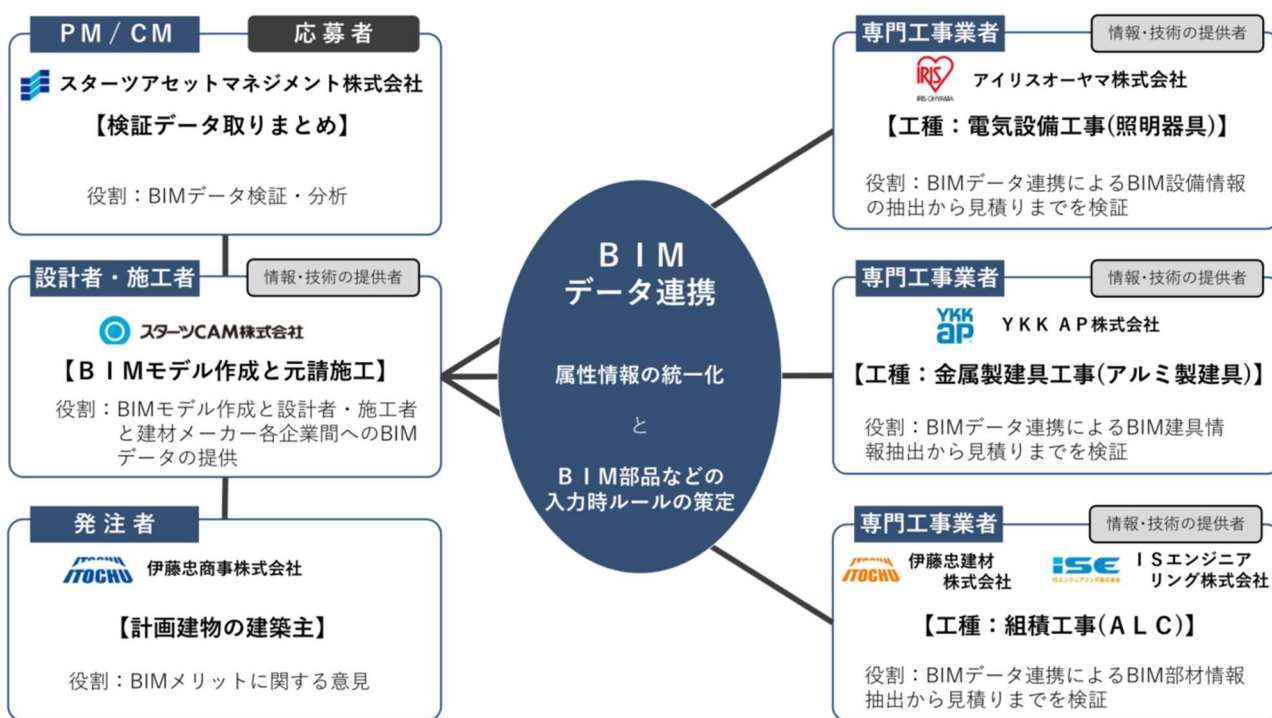 PM/CM
応募者
スターツアセットマネジメント株式会社
【検証データ取りまとめ】
役割：BIMデータ検証・分析
設計者・施工者
情報・技術の提供者
スターツCAM株式会社
【BIMモデル作成と元請施工】
役割：BIMモデル作成と設計者・施工者
と建材メーカー各企業間へのBIM
データの提供
発注者
ITOCHU
伊藤忠商事株式会社
【計画建物の建築主】
役割：BIMメリットに関する意見
BIM
データ連携
属性情報の統一化
と
BIM部品などの
入力時ルールの策定
専門工事業者
情報・技術の提供者
IRIS
IRIS OHYAMA
アイリスオーヤマ株式会社
【工種：電気設備工事(照明器具)】
役割：BIMデータ連携によるBIM設備情報
の抽出から見積りまでを検証
専門工事業者
情報・技術の提供者
YKK
ap
YKK AP株式会社
【工種：金属製建具工事(アルミ製建具)】
役割：BIMデータ連携によるBIM建具情
報抽出から見積りまでを検証
専門工事業者
情報・技術の提供者
ITOCHU
伊藤忠建材
株式会社
ISE
ISエンジニアリング株式会社
ISエンジニア
リング株式会社
【工種：組積工事(ALC)】
役割：BIMデータ連携によるBIM部材情報
抽出から見積りまでを検証